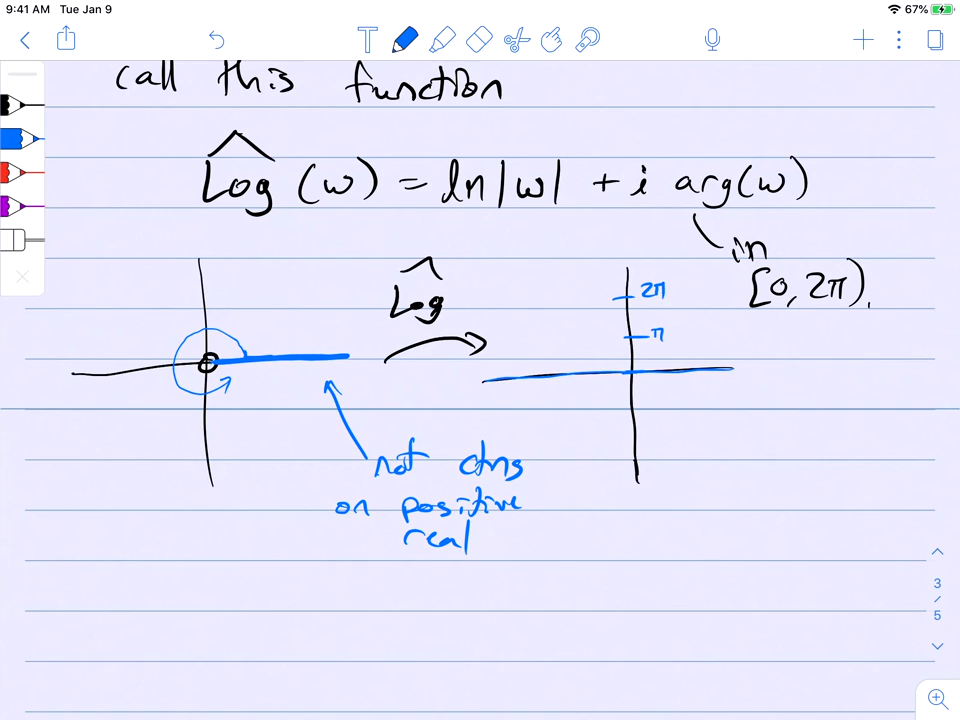 9:41 AM Tue Jan 9
67%
T
call this function
Log (w) = ln|w| + i arg(w)
in
[0, 2π).
Log
2π
π
not ctns
on positive
real
3
/
5